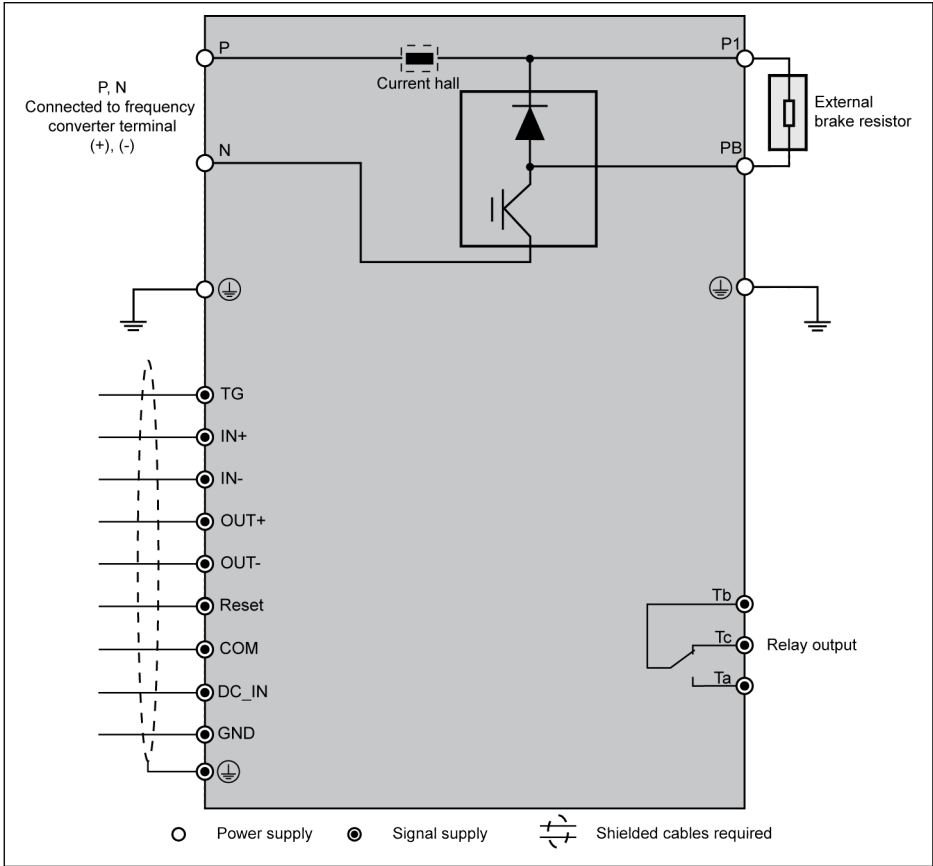 P
P1
Current hall
P, N
Connected to frequency
converter terminal
(+), (-)
External
brake resistor
N
PB
TG
IN+
IN-
OUT+
OUT-
Reset
COM
DC_IN
GND
Tb
Tc
Relay output
Ta
Power supply
Signal supply
Shielded cables required